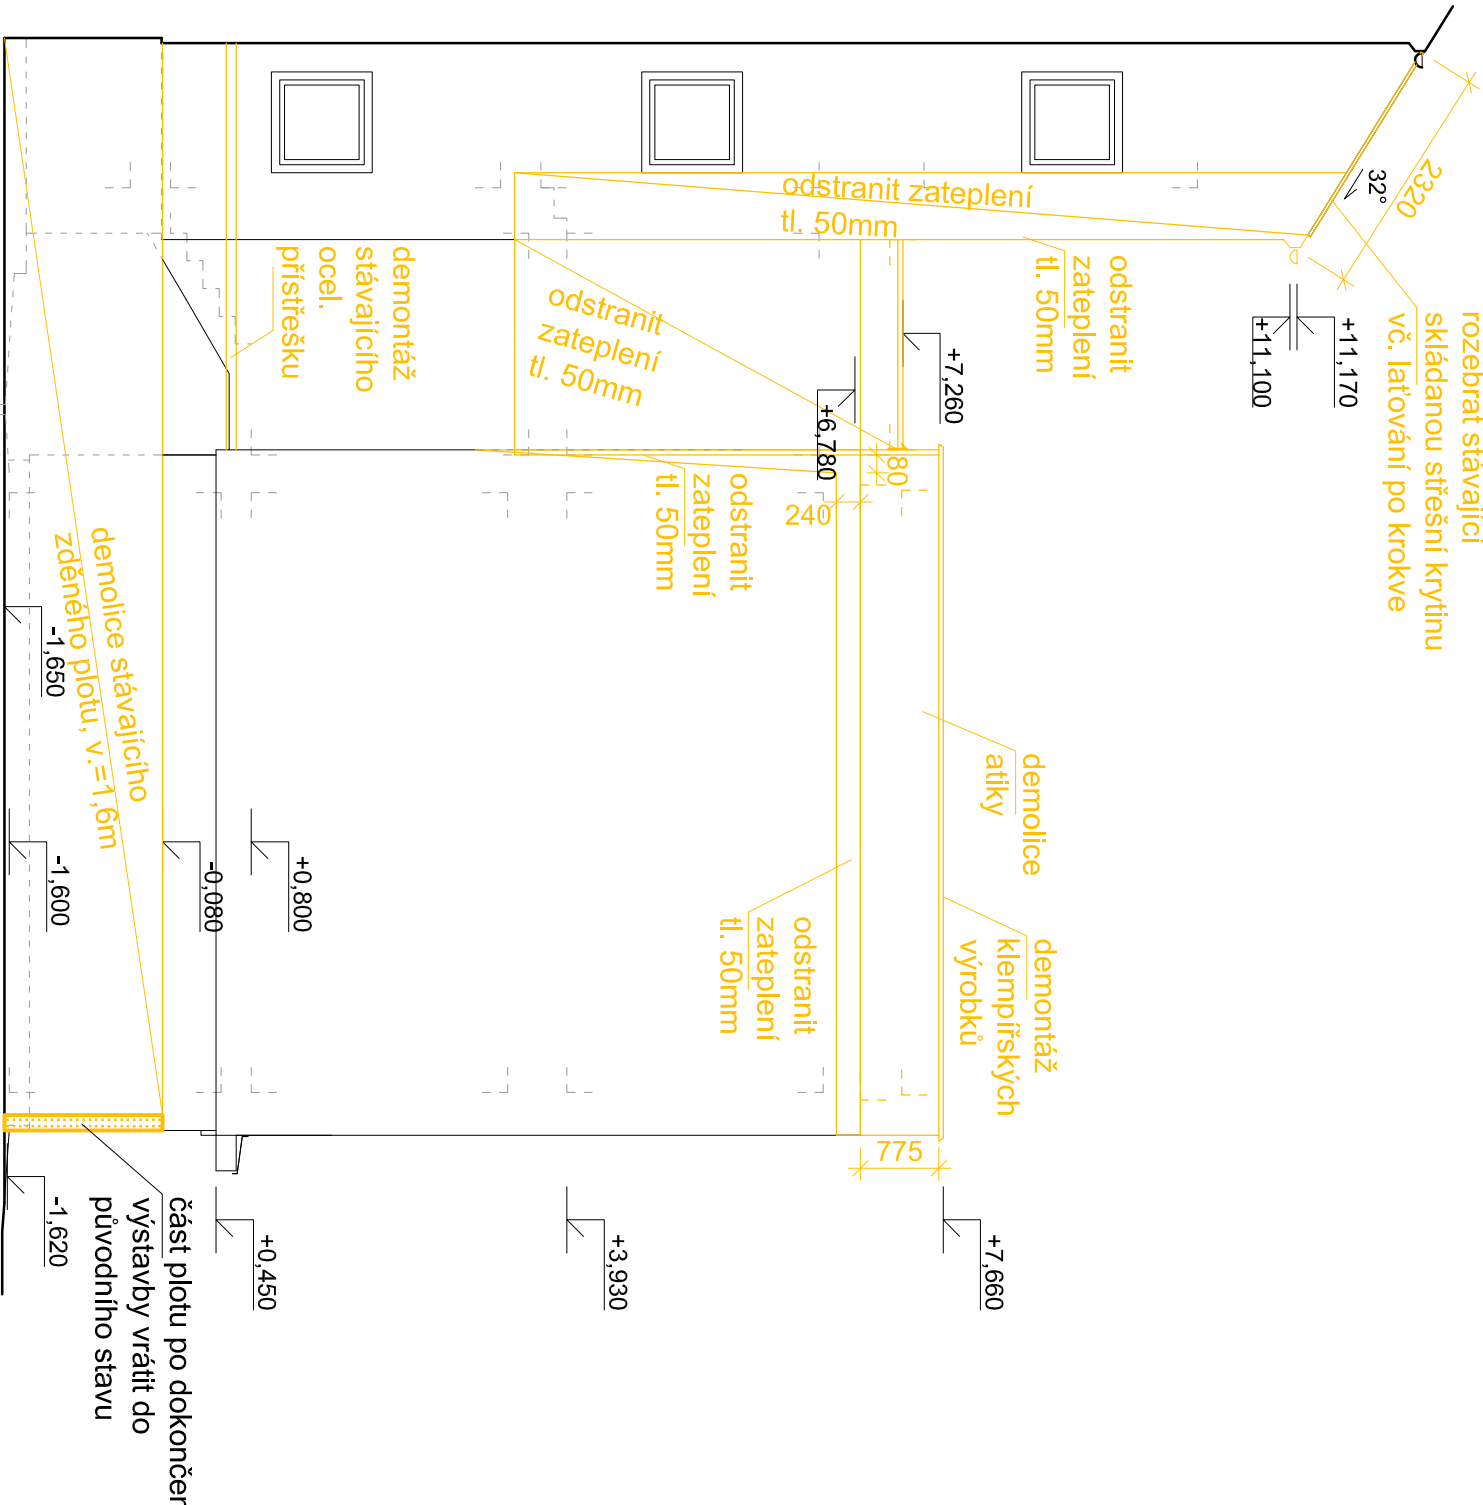 rozebrat stávající
skládanou střešní krytinu
vč. laťování po krokve
2320
32°
+11,170
+11,100
odstranit zateplení
tl. 50mm
odstranit
zateplení
tl. 50mm
+7,260
+6,780
odstranit
zateplení
tl. 50mm
demontáž
stávajícího
ocel.
přístřešku
80
240
odstranit
zateplení
tl. 50mm
demolice
atiky
demontáž
klempířských
výrobků
odstranit
zateplení
tl. 50mm
demolice stávajícího
zděného plotu, v.=1,6m
-1,650
-1,600
-0,080
+0,800
775
+7,660
+3,930
+0,450
-1,620
část plotu po
výstavby vrátit do
původního stavu